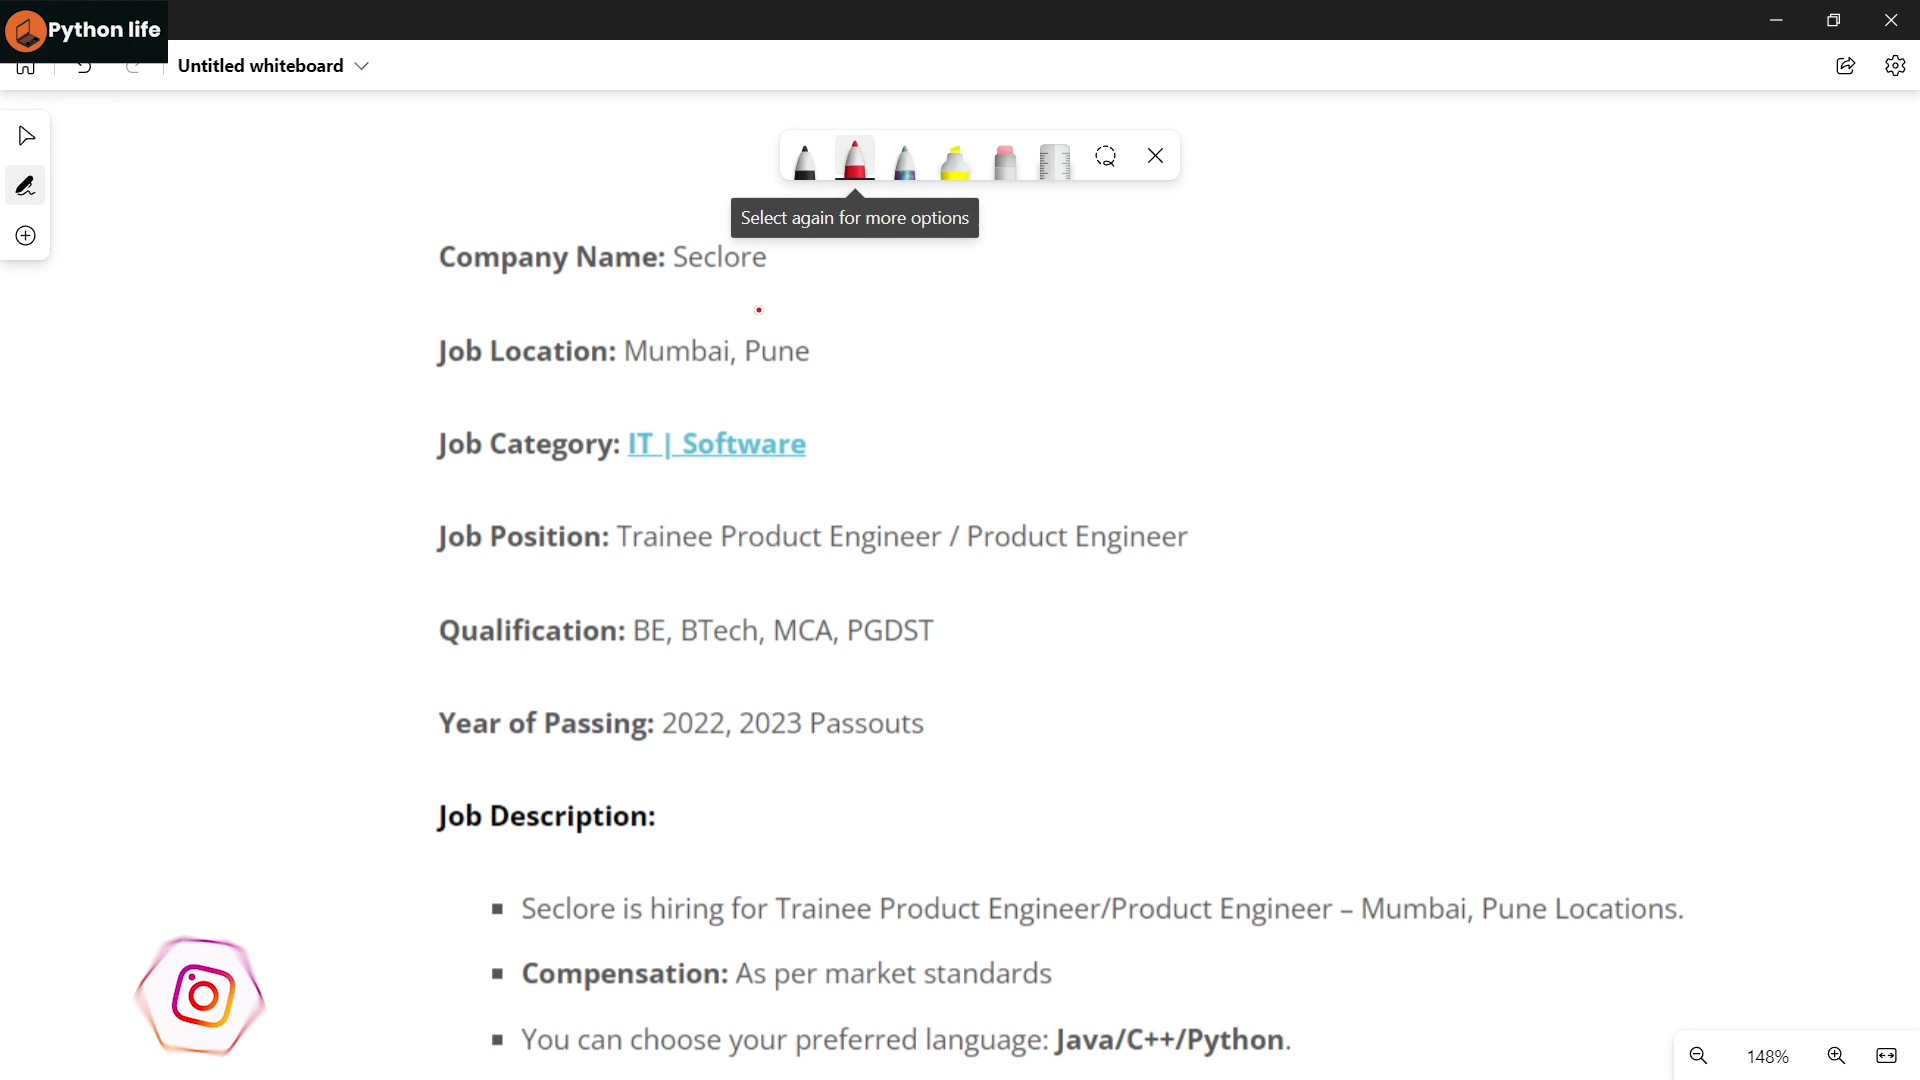 Python life
Untitled whiteboard
Select again for more options
Company Name: Seclore
Job Location: Mumbai, Pune
Job Category: IT | Software
Job Position: Trainee Product Engineer / Product Engineer
Qualification: BE, BTech, MCA, PGDST
Year of Passing: 2022, 2023 Passouts
Job Description:
▪ Seclore is hiring for Trainee Product Engineer/Product Engineer – Mumbai, Pune Locations.
▪ Compensation: As per market standards
▪ You can choose your preferred language: Java/C++/Python.
148%